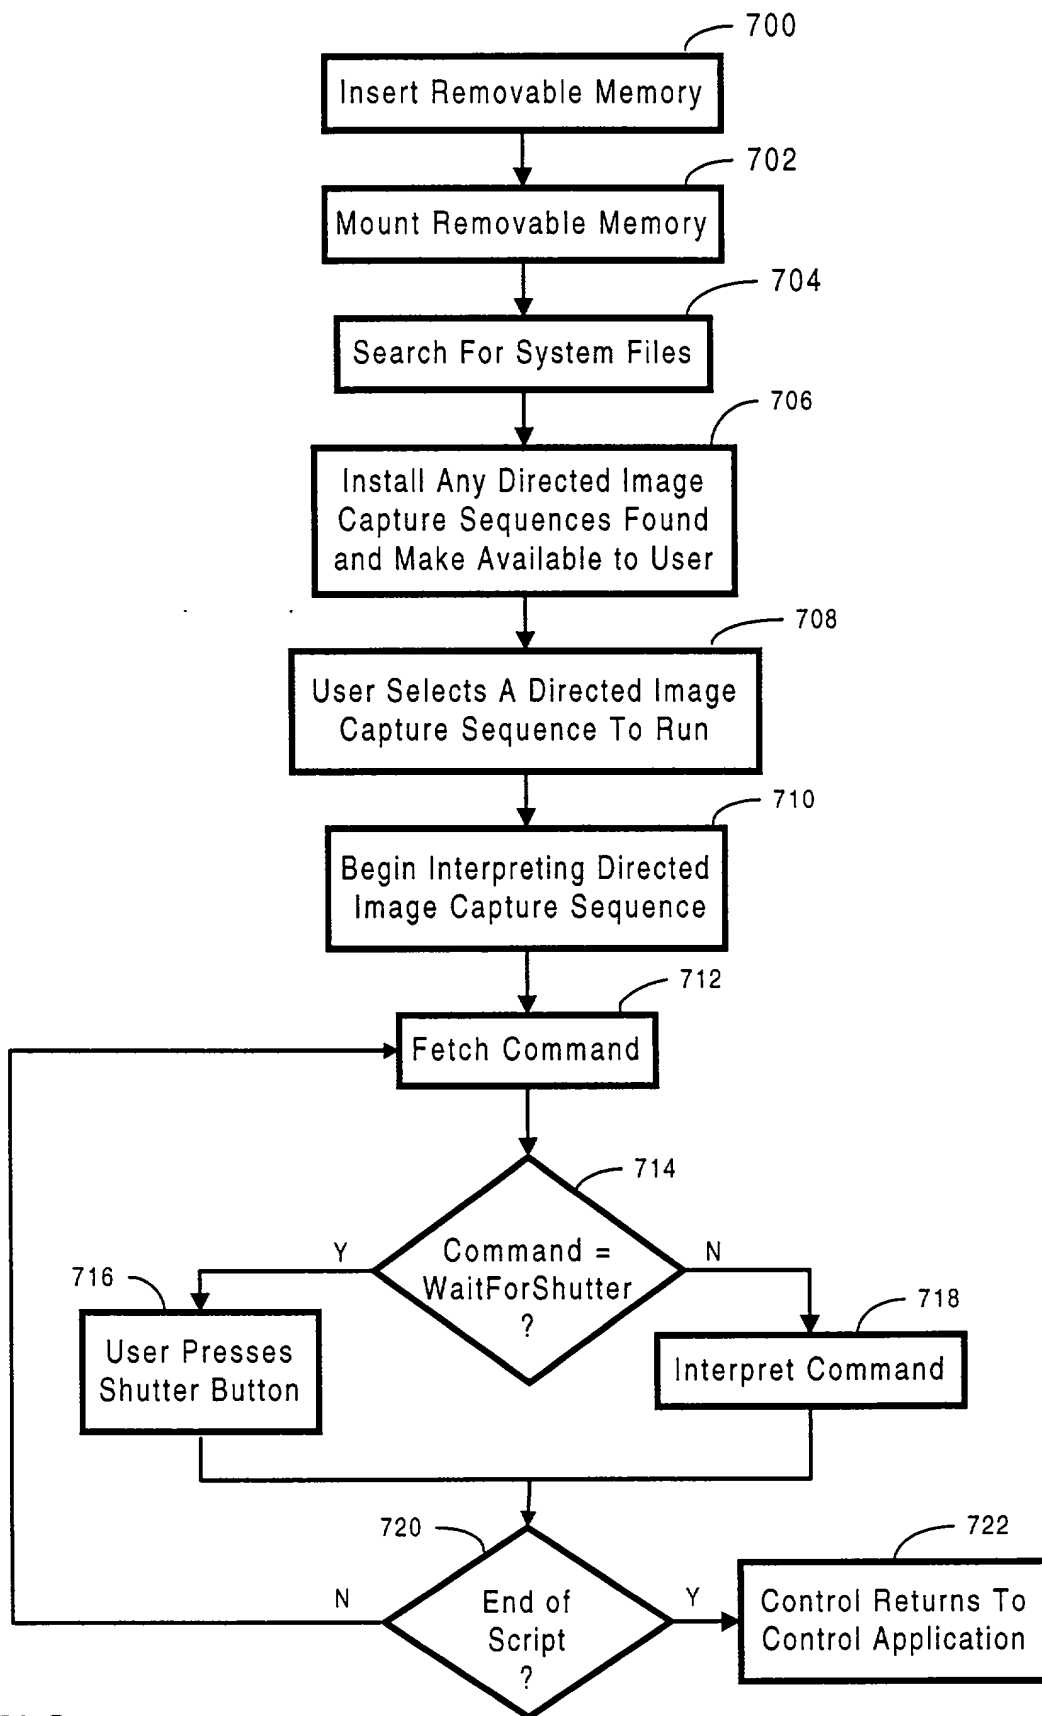 700
Insert Removable Memory
702
Mount Removable Memory
704
Search For System Files
706
Install Any Directed Image
Capture Sequences Found
and Make Available to User
708
User Selects A Directed Image
Capture Sequence To Run
710
Begin Interpreting Directed
Image Capture Sequence
712
Fetch Command
714
Command =
WaitForShutter
?
Y
N
716
User Presses
Shutter Button
718
Interpret Command
720
End of
Script
?
N
Y
722
Control Returns To
Control Application